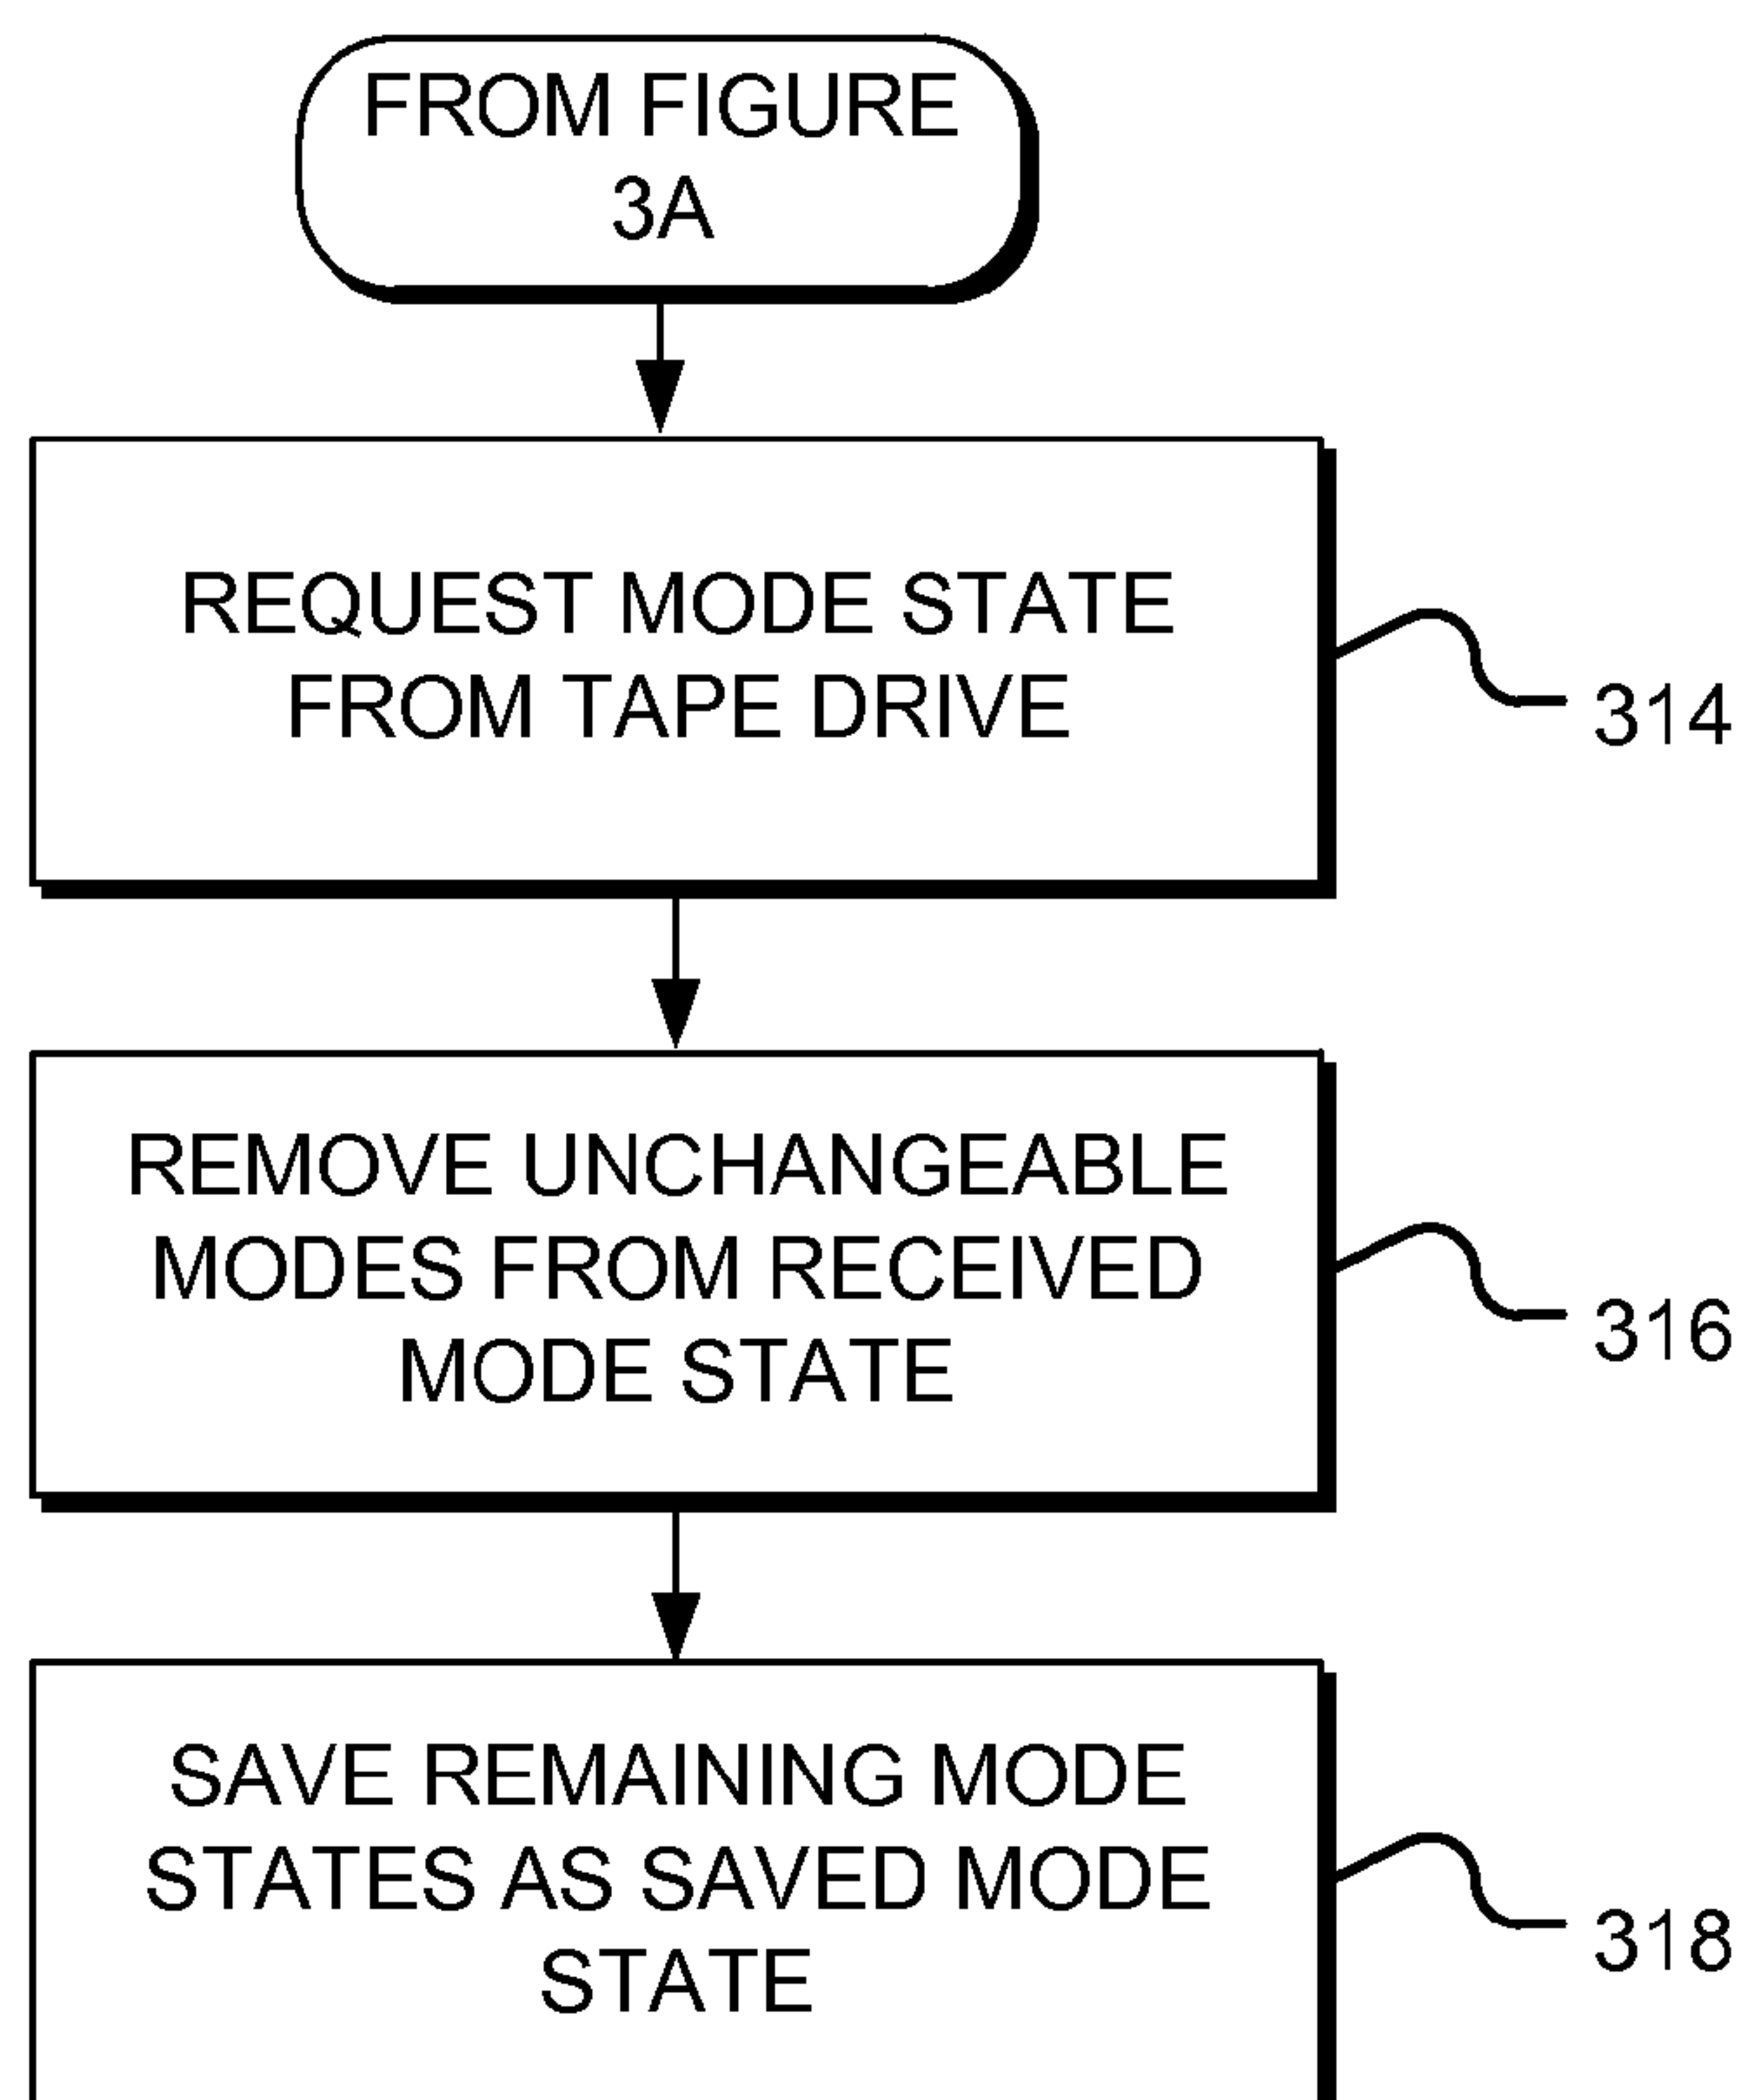 FROM FIGURE
3A
REQUEST MODE STATE
FROM TAPE DRIVE
314
REMOVE UNCHANGEABLE
MODES FROM RECEIVED
MODE STATE
316
SAVE REMAINING MODE
STATES AS SAVED MODE
STATE
318